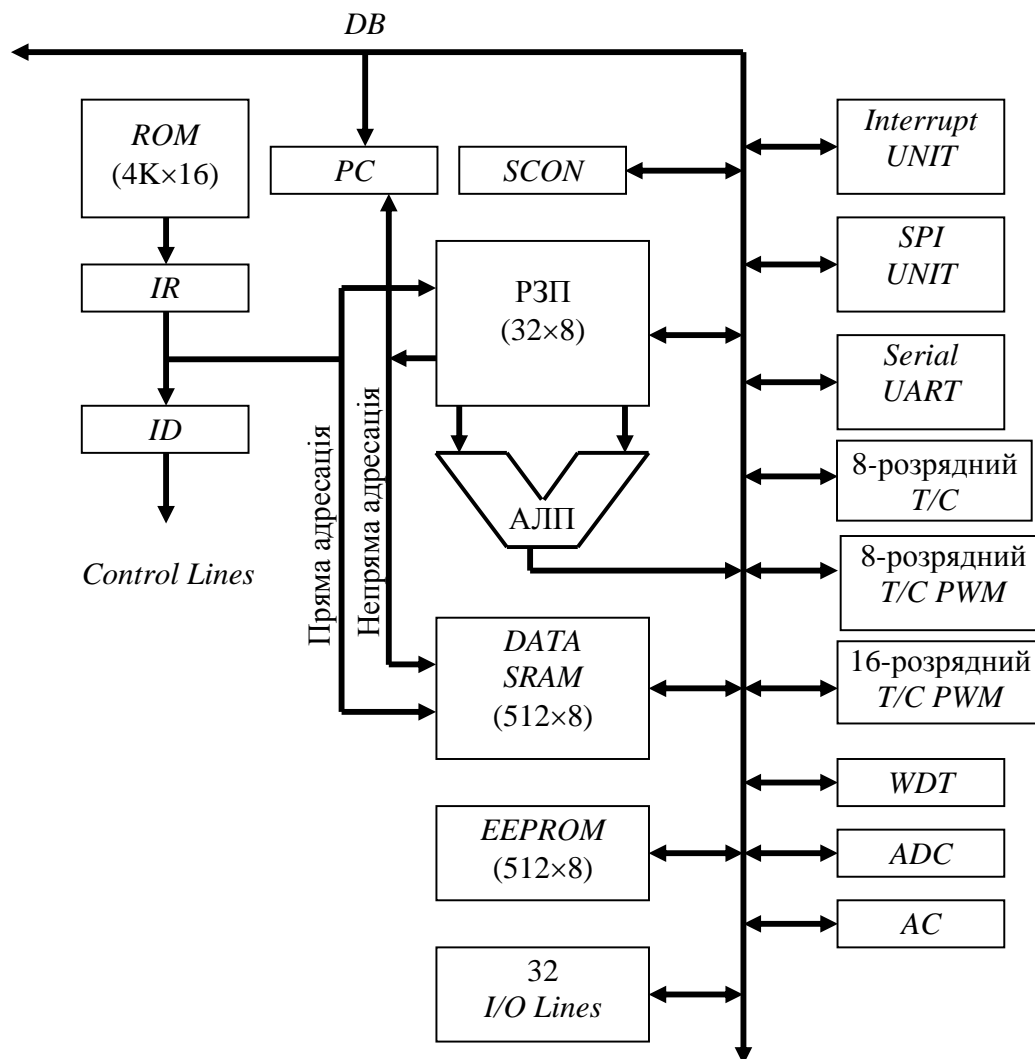 DB
ROM
(4K×16)
PC
SCON
Interrupt
UNIT
IR
РЗП
(32×8)
SPI
UNIT
ID
Serial
UART
Пряма адресація
Непряма адресація
АЛП
8-розрядний
T/C
Control Lines
8-розрядний
T/C PWM
DATA
SRAM
(512×8)
16-розрядний
T/C PWM
WDT
EEPROM
(512×8)
ADC
AC
32
I/O Lines